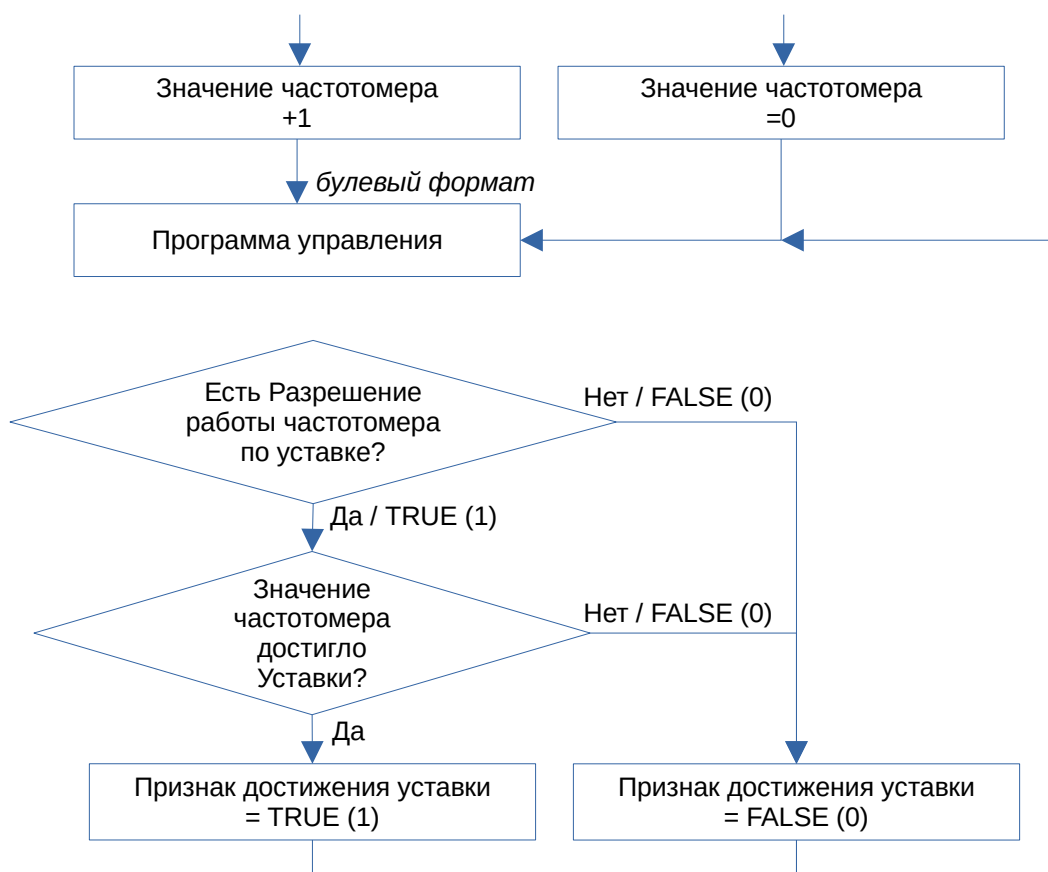 Значение частотомера
+1
Значение частотомера
=0
булевый формат
Программа управления
Есть Разрешение
работы частотомера
по уставке?
Нет / FALSE (0)
Да / TRUE (1)
Значение
частотомера
достигло
Уставки?
Нет / FALSE (0)
Да
Признак достижения уставки
= TRUE (1)
Признак достижения уставки
= FALSE (0)